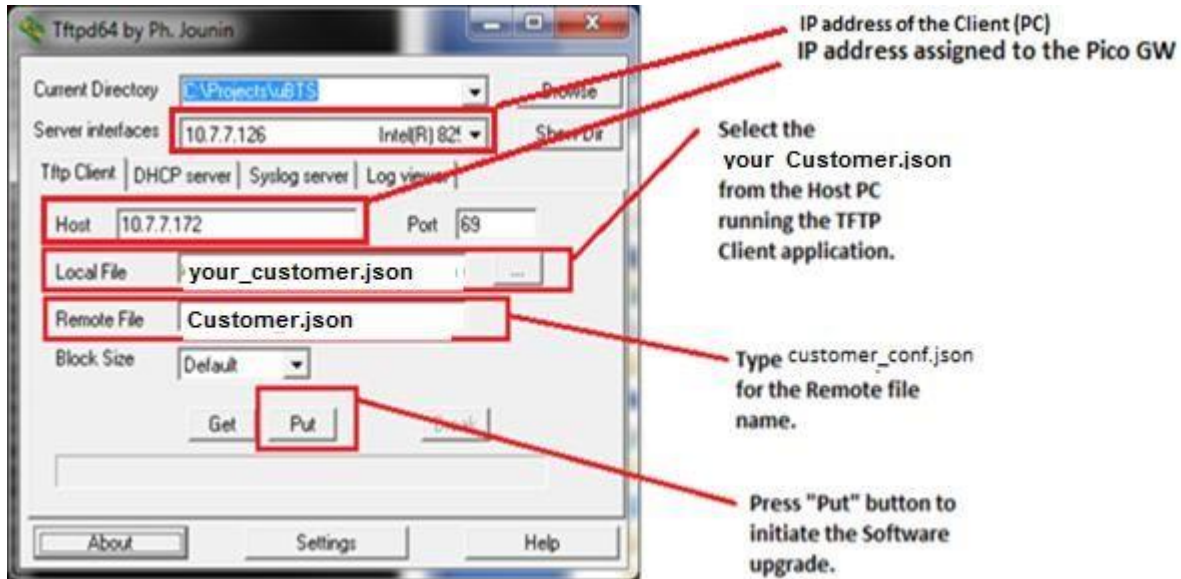 Tftpd64 by Ph. Jounin
Current Directory C:\Projects\uBTS Browse
Server interfaces 10.7.7.126 Intel(R) 82 Show Dir
Tftp Client DHCP server Syslog server Log viewer
Host 10.7.7.172 Port 69
Local File your_customer.json ...
Remote File Customer.json
Block Size Default
Get Put Break
About Settings Help
IP address of the Client (PC)
IP address assigned to the Pico GW
Select the
your Customer.json
from the Host PC
running the TFTP
Client application.
Type customer_conf.json
for the Remote file
name.
Press "Put" button to
initiate the Software
upgrade.